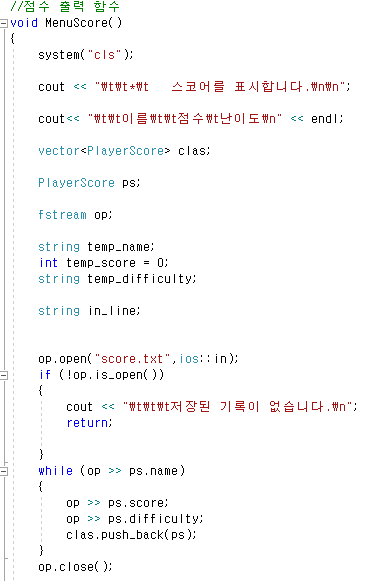 //점수 출력 함수
void MenuScore()
{
system("cls");
cout << "₩t₩t*₩t   스코어를 표시합니다.₩n₩n";
cout<< "₩t₩t이름₩t₩t점수₩t난이도₩n" << endl;
vector<PlayerScore> clas;
PlayerScore ps;
fstream op;
string temp_name;
int temp_score = 0;
string temp_difficulty;
string in_line;
op.open("score.txt",ios::in);
if (!op.is_open())
{
cout << "₩t₩t₩t저장된 기록이 없습니다.₩n";
return;
}
while (op >> ps.name)
{
op >> ps.score;
op >> ps.difficulty;
clas.push_back(ps);
}
op.close();